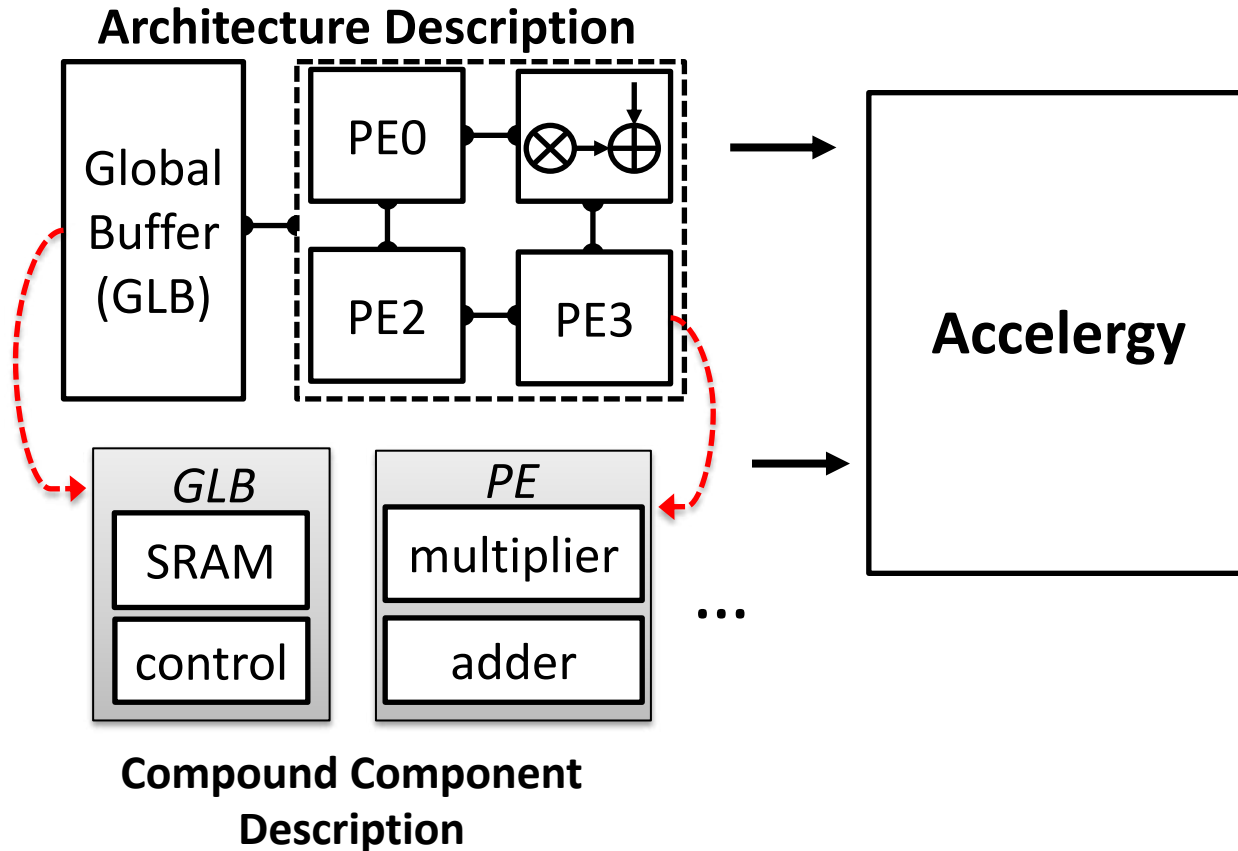 Architecture Description
Global
Buffer
(GLB)
PE0
PE2
PE3
Accelergy
GLB
SRAM
control
PE
multiplier
adder
...
Compound Component
Description